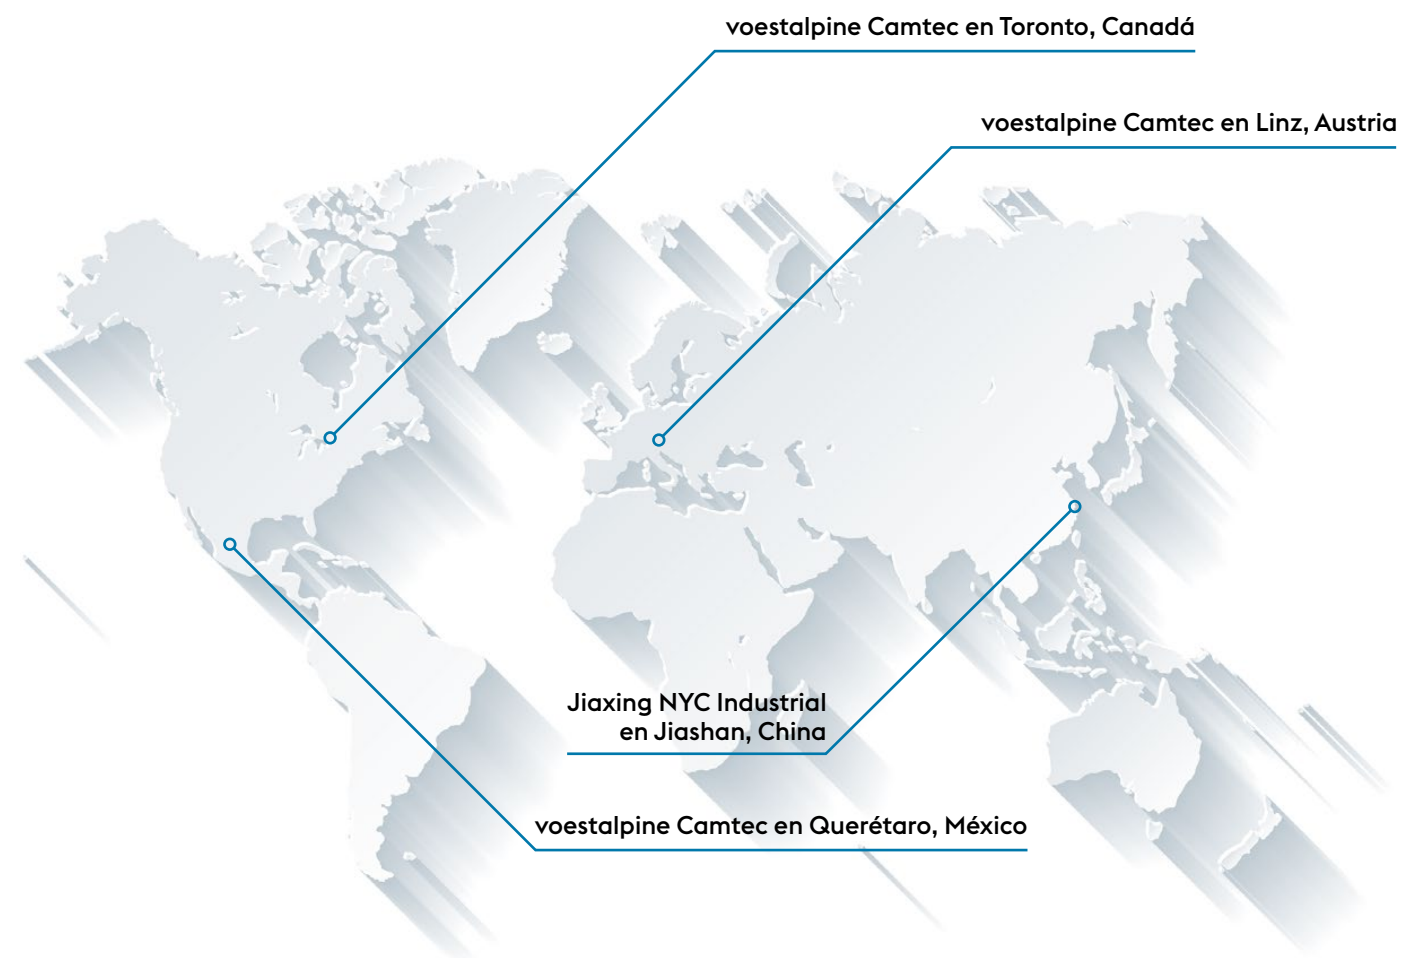 voestalpine Camtec en Toronto, Canadá
voestalpine Camtec en Linz, Austria
Jiaxing NYC Industrial
en Jiashan, China
voestalpine Camtec en Querétaro, México